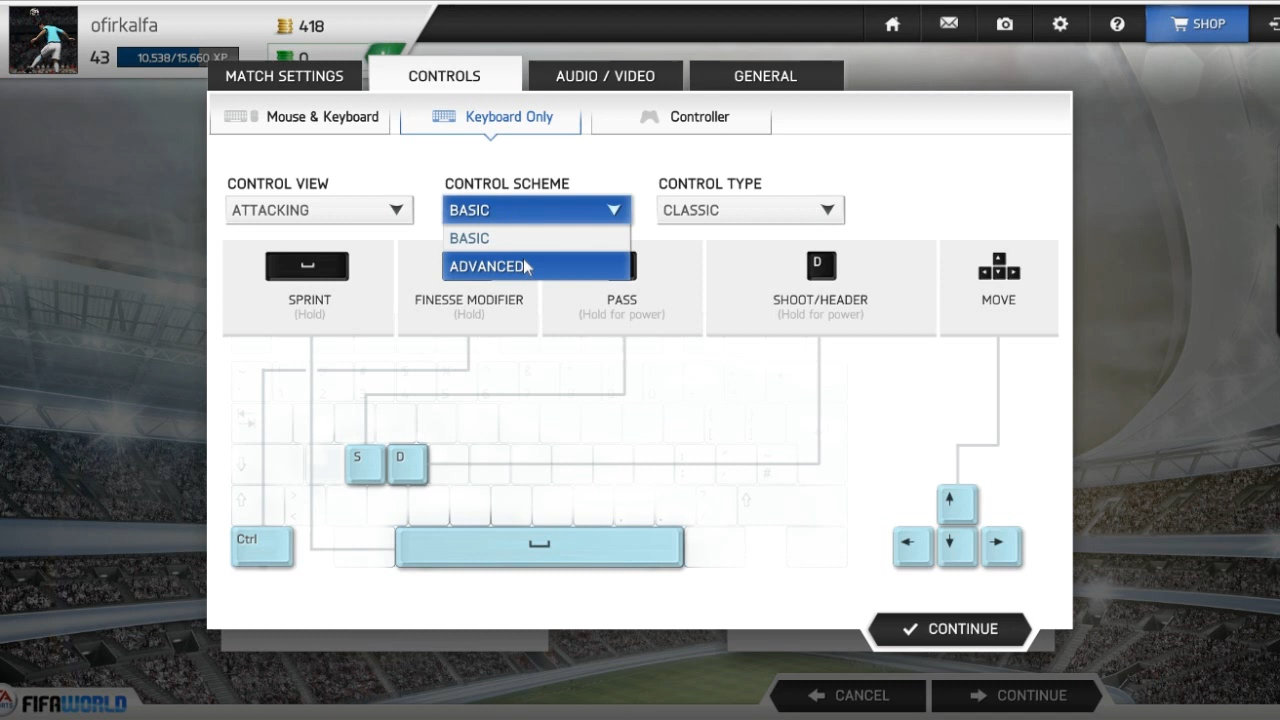 ofirkalfa
418
43
10.538/15.660 XP
0
SHOP
MATCH SETTINGS
CONTROLS
AUDIO / VIDEO
GENERAL
Mouse & Keyboard
Keyboard Only
Controller
CONTROL VIEW
CONTROL SCHEME
CONTROL TYPE
ATTACKING
BASIC
CLASSIC
BASIC
ADVANCED
D
SPRINT
FINESSE MODIFIER
PASS
SHOOT/HEADER
MOVE
(Hold)
(Hold)
(Hold for power)
(Hold for power)
S
D
Ctrl
CONTINUE
FIFAWORLD
CANCEL
CONTINUE